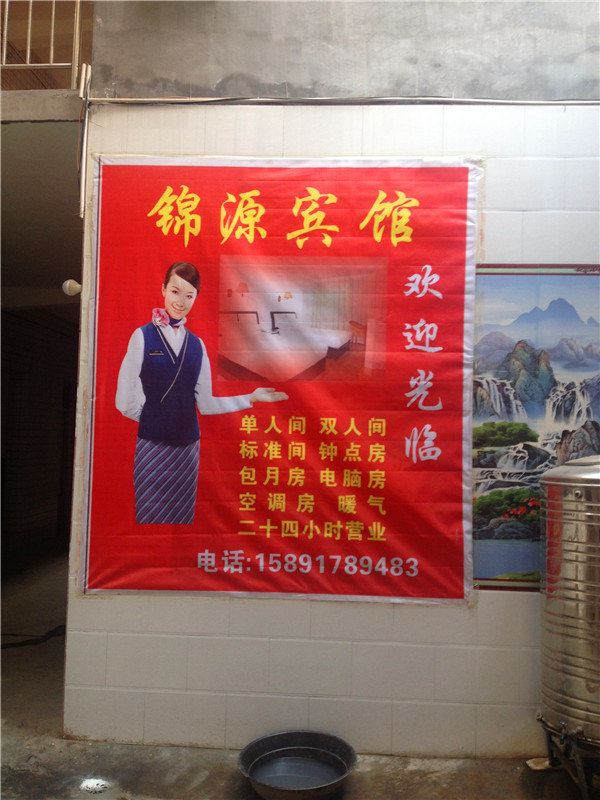 锦源宾馆
欢迎光临
单人间 双人间
标准间 钟点房
包月房 电脑房
空调房 暖气
二十四小时营业
电话:15891789483